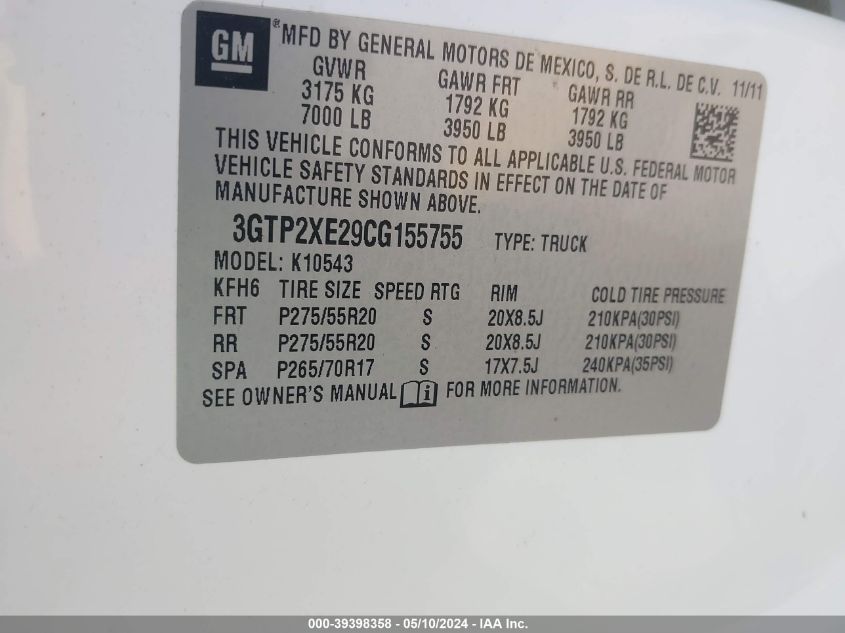 GM
® MFD BY GENERAL MOTORS DE MEXICO, S. DE R.L. DE C.V. 11/11
GVWR GAWR FRT GAWR RR
3175 KG 1792 KG 1792 KG
7000 LB 3950 LB 3950 LB
THIS VEHICLE CONFORMS TO ALL APPLICABLE U.S. FEDERAL MOTOR
VEHICLE SAFETY STANDARDS IN EFFECT ON THE DATE OF
MANUFACTURE SHOWN ABOVE.
3GTP2XE29CG155755 TYPE: TRUCK
MODEL: K10543
KFH6 TIRE SIZE SPEED RTG RIM COLD TIRE PRESSURE
FRT P275/55R20 S 20X8.5J 210KPA(30PSI)
RR P275/55R20 S 20X8.5J 210KPA(30PSI)
SPA P265/70R17 S 17X7.5J 240KPA(35PSI)
SEE OWNER'S MANUAL i FOR MORE INFORMATION.
000-39398358 - 05/10/2024 - IAA Inc.